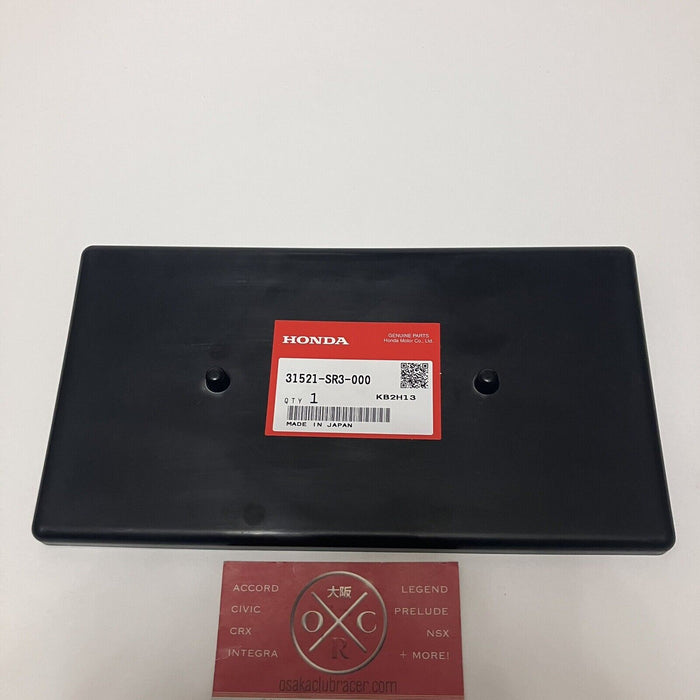 HONDA
GENUINE PARTS
Honda Motor Co., Ltd.
31521-SR3-000
QTY 1
KB2H13
MADE IN JAPAN
ACCORD
CIVIC
CRX
INTEGRA
大阪
O C
R
LEGEND
PRELUDE
NSX
+ MORE!
osakaclubracer.com